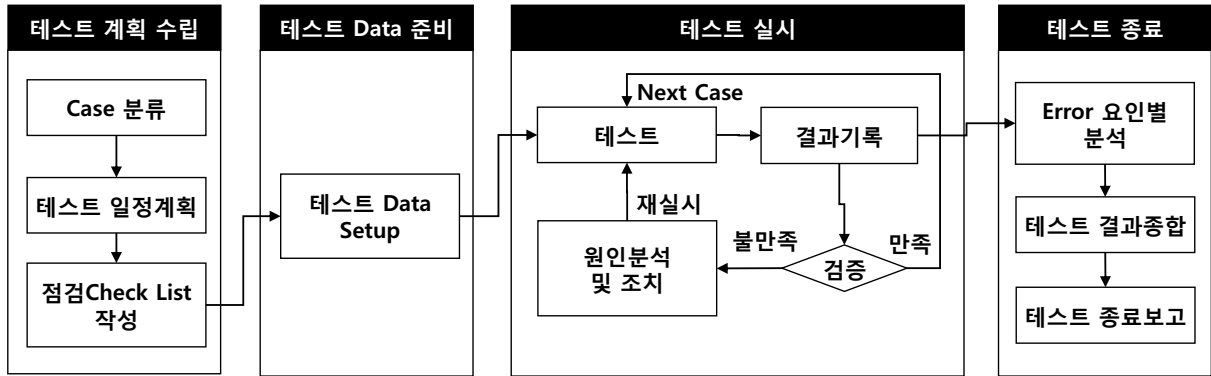 테스트 계획 수립
Case 분류
테스트 일정계획
점검Check List
작성
테스트 Data 준비
테스트 Data
Setup
테스트 실시
Next Case
테스트
결과기록
재실시
불만족
만족
원인분석
및 조치
검증
테스트 종료
Error 요인별
분석
테스트 결과종합
테스트 종료보고